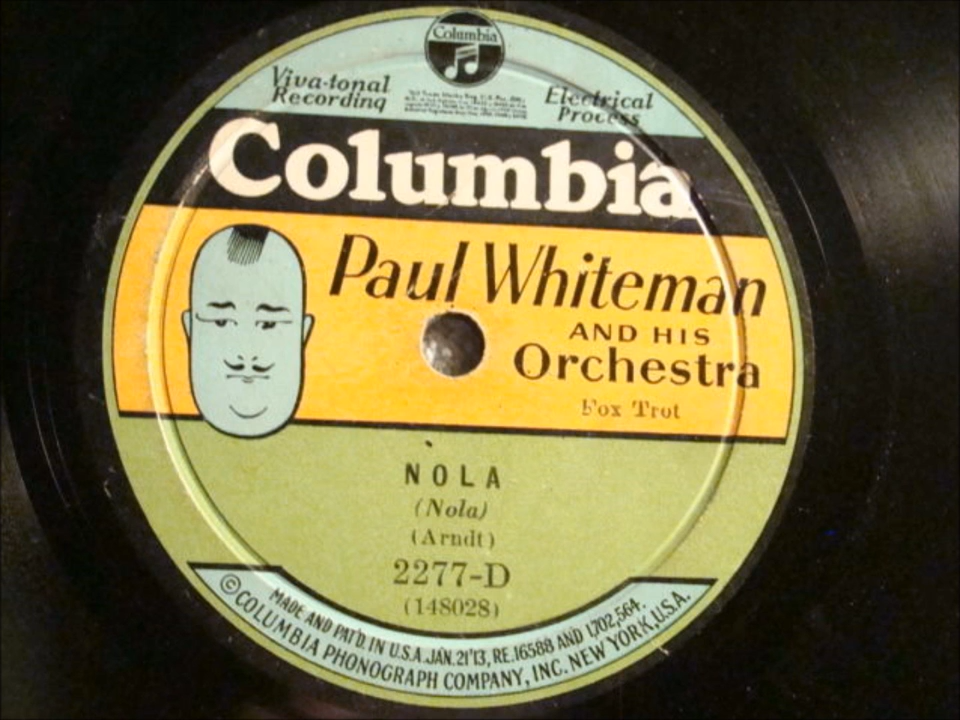 Columbia
Viva-tonal
Recording
Electrical
Process
Columbia
Paul Whiteman
AND HIS
Orchestra
Fox Trot
NOLA
(Nola)
(Arndt)
2277-D
(148028)
MADE AND PAT'D. IN U.S.A. JAN. 21'13, RE. 16588 AND 1,702,564.
©COLUMBIA PHONOGRAPH COMPANY, INC. NEW YORK, U.S.A.